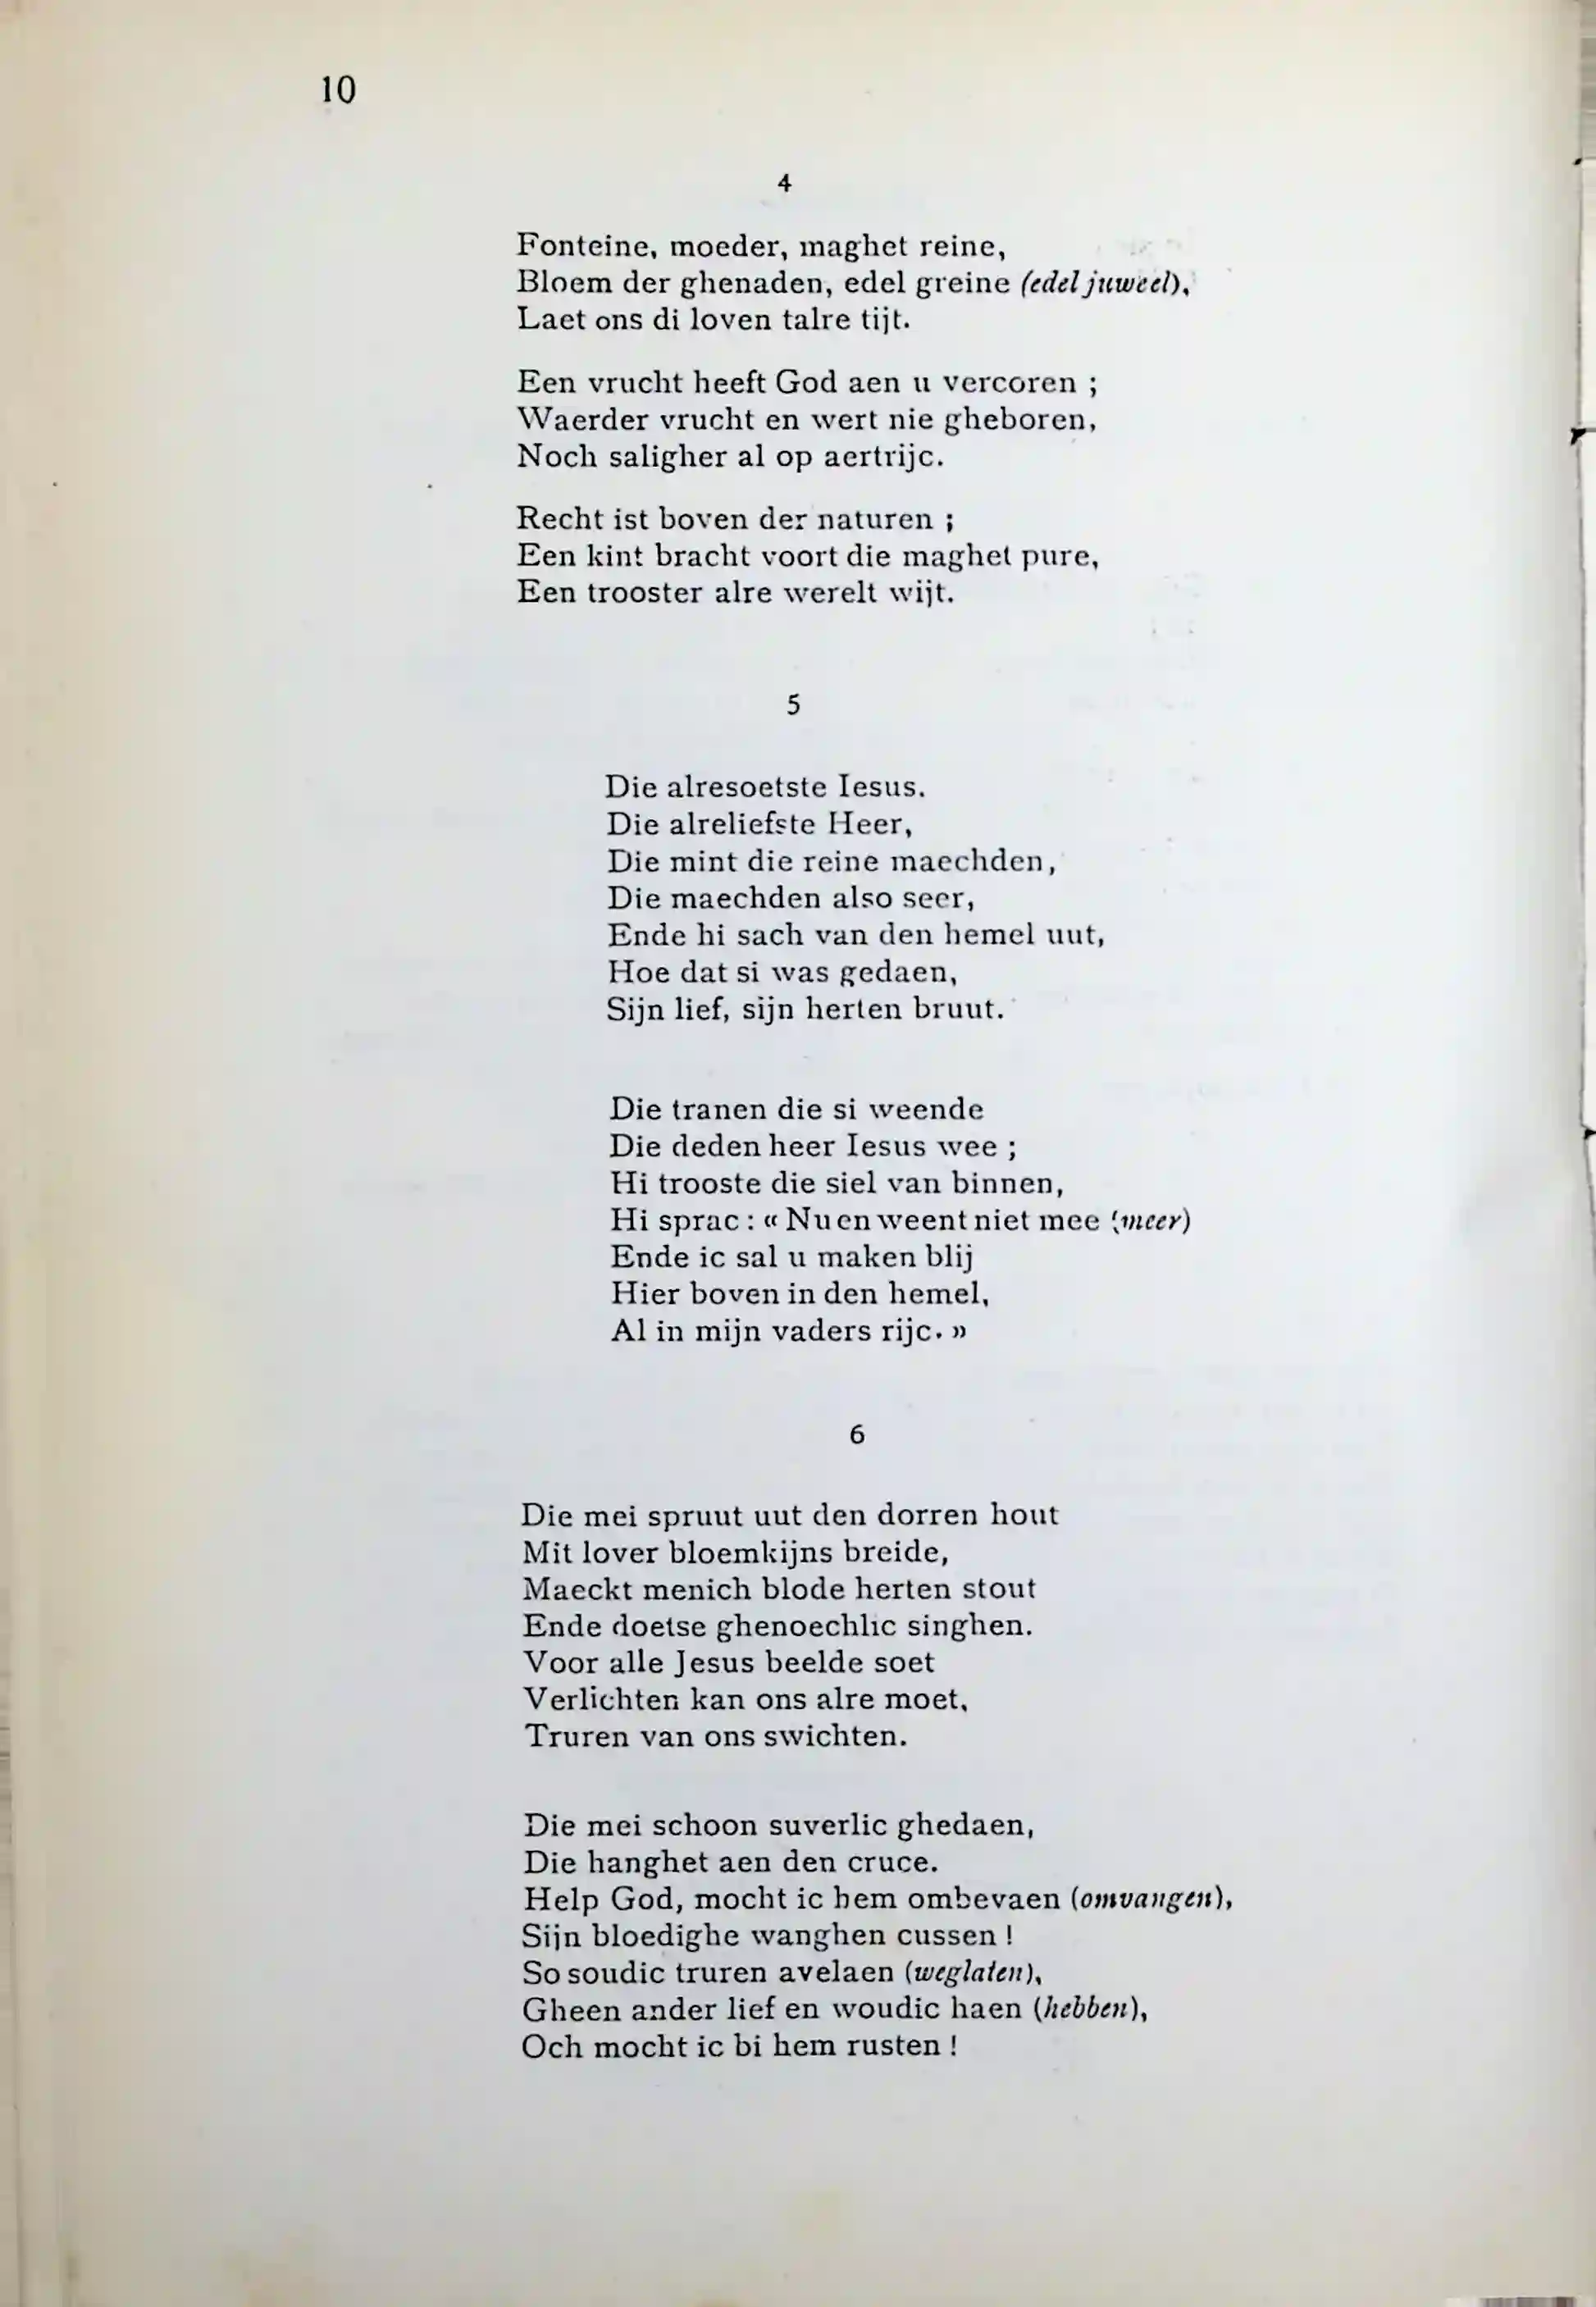 10
4
Fonteine, moeder, maghet reine,
Bloem der ghenaden, edel greine (edel juweel),
Laet ons di loven talre tijt.
Een vrucht heeft God aen u vercoren ;
Waerder vrucht en wert nie gheboren,
Noch saligher al op aertrijc.
Recht ist boven der naturen ;
Een kint bracht voort die maghet pure,
Een trooster alre werelt wijt.
5
Die alresoetste Iesus.
Die alreliefste Heer,
Die mint die reine maechden,
Die maechden also seer,
Ende hi sach van den hemel uut,
Hoe dat si was gedaen,
Sijn lief, sijn herten bruut.
Die tranen die si weende
Die deden heer Iesus wee ;
Hi trooste die siel van binnen,
Hi sprac : « Nu en weent niet mee (meer)
Ende ic sal u maken blij
Hier boven in den hemel,
Al in mijn vaders rijc. »
6
Die mei spruut uut den dorren hout
Mit lover bloemkijns breide,
Maeckt menich blode herten stout
Ende doetse ghenoechlic singhen.
Voor alle Jesus beelde soet
Verlichten kan ons alre moet,
Truren van ons swichten.
Die mei schoon suverlic ghedaen,
Die hanghet aen den cruce.
Help God, mocht ic hem ombevaen (omvangen),
Sijn bloedighe wanghen cussen !
So soudic truren avelaen (weglaten),
Gheen ander lief en woudic haen (hebben),
Och mocht ic bi hem rusten !